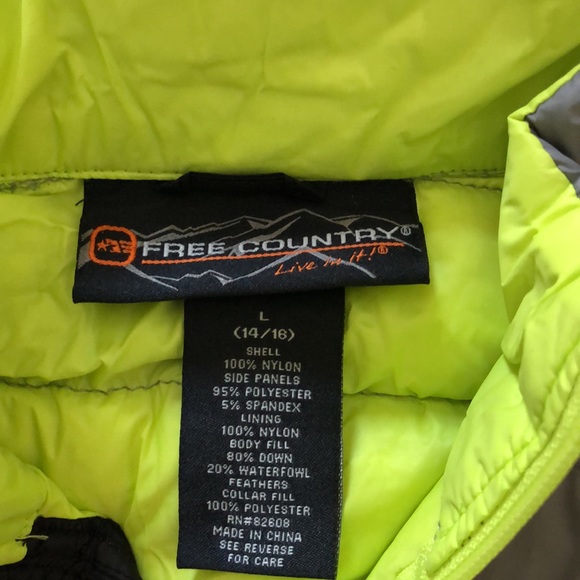 FREE COUNTRY®
Live in it!®
L
(14/16)
SHELL
100% NYLON
SIDE PANELS
95% POLYESTER
5% SPANDEX
LINING
100% NYLON
BODY FILL
80% DOWN
20% WATERFOWL
FEATHERS
COLLAR FILL
100% POLYESTER
RN#82608
MADE IN CHINA
SEE REVERSE
FOR CARE